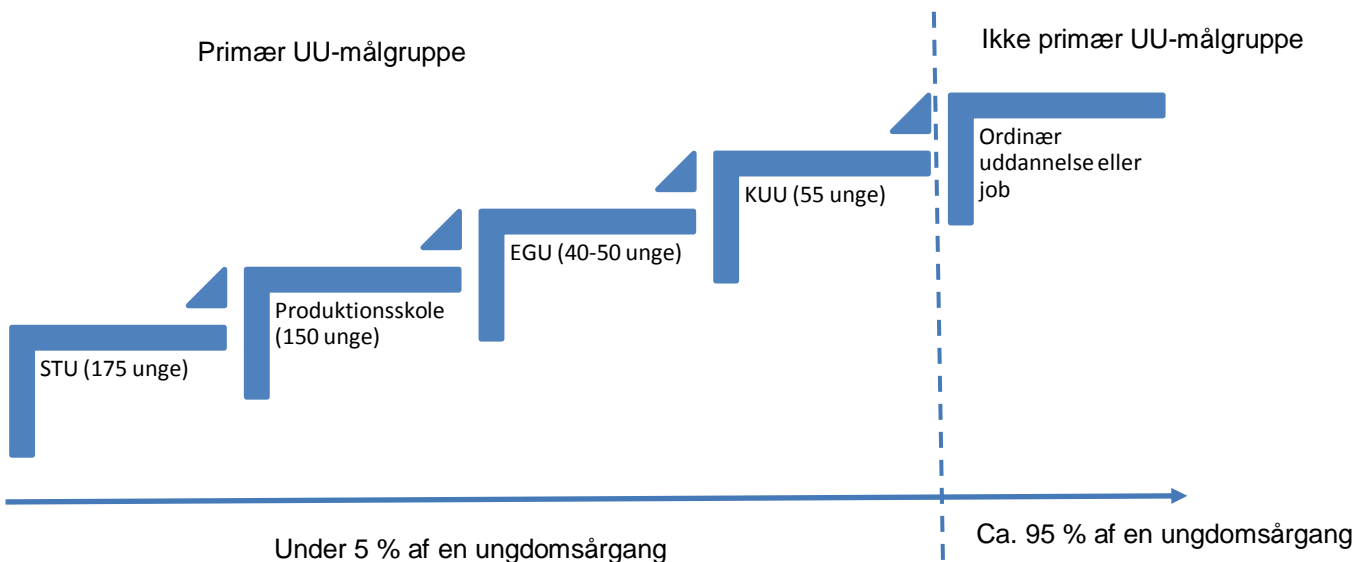 Primær UU-målgruppe
Ikke primær UU-målgruppe
Ordinær
uddannelse eller
job
KUU (55 unge)
EGU (40-50 unge)
Produktionsskole
(150 unge)
STU (175 unge)
Under 5 % af en ungdomsårgang
Ca. 95 % af en ungdomsårgang